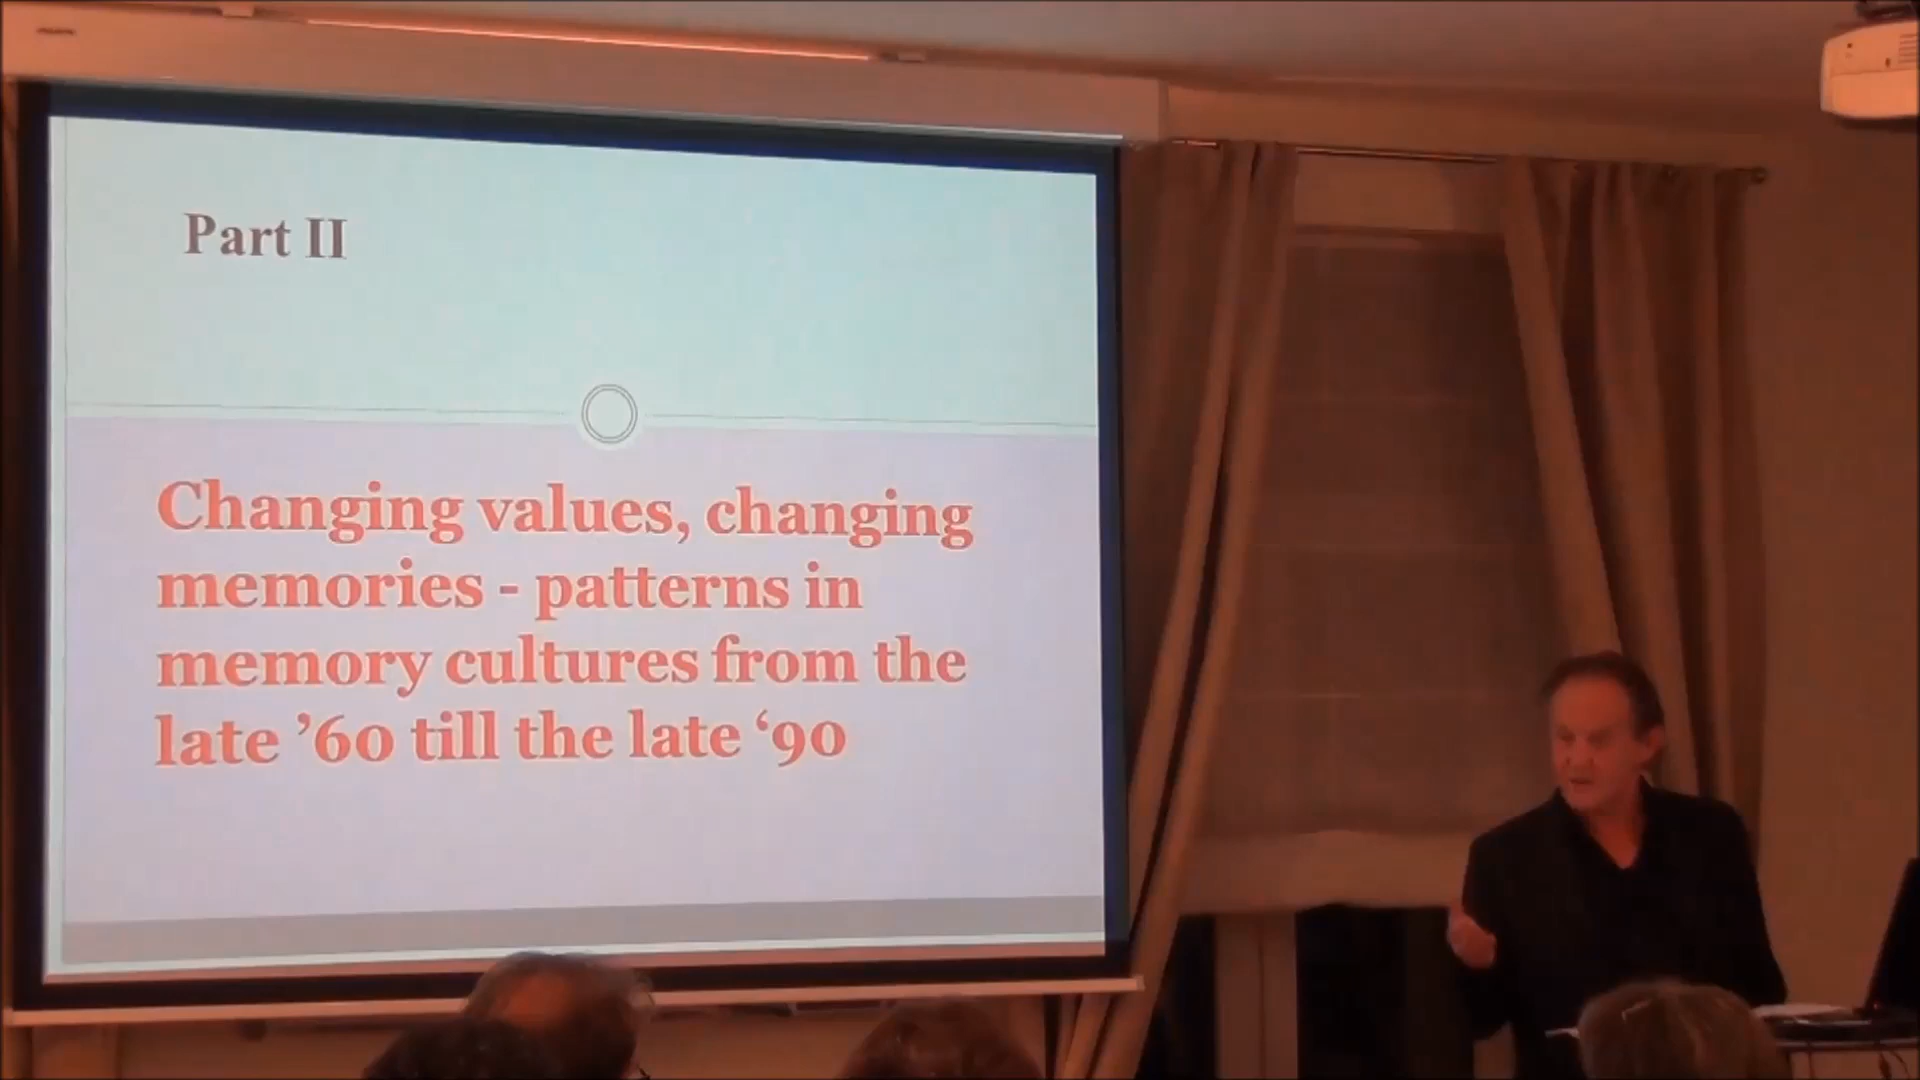 Part II
Changing values, changing
memories - patterns in
memory cultures from the
late ’60 till the late ‘90